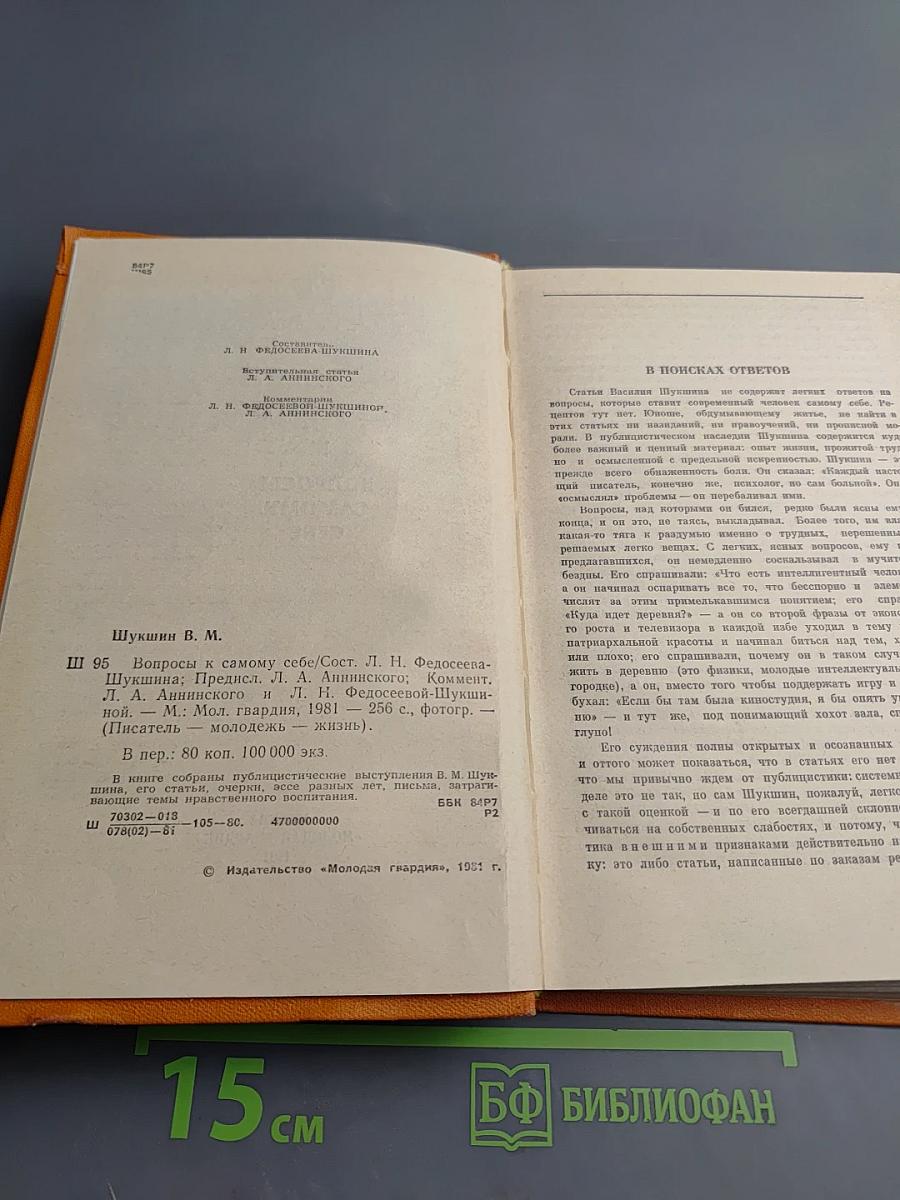 84Р7
Ш95
Составитель
Л. Н. ФЕДОСЕЕВА-ШУКШИНА
Вступительная статья
Л. А. АННИНСКОГО
Комментарии
Л. Н. ФЕДОСЕЕВОЙ-ШУКШИНОЙ,
Л. А. АННИНСКОГО
Шукшин В. М.
Ш 95 Вопросы к самому себе/Сост. Л. Н. Федосеева-
Шукшина; Предисл. Л. А. Аннинского; Коммент.
Л. А. Аннинского и Л. Н. Федосеевой-Шукши-
ной. — М.: Мол. гвардия, 1981 — 256 с., фотогр. —
(Писатель — молодежь — жизнь).
В пер.: 80 коп. 100 000 экз.
В книге собраны публицистические выступления В. М. Шук-
шина, его статьи, очерки, эссе разных лет, письма, затраги-
вающие темы нравственного воспитания.
ББК 84Р7
Р2
Ш 70302—018
078(02)—81 —105—80. 4700000000
© Издательство «Молодая гвардия», 1981 г.
В ПОИСКАХ ОТВЕТОВ
Статьи Василия Шукшина не содержат легких ответов на
вопросы, которые ставит современный человек самому себе. Ре-
цептов тут нет. Юноше, обдумывающему житье, не найти в
этих статьях ни назиданий, ни нравоучений, ни прописной мо-
рали. В публицистическом наследии Шукшина содержится куд
более важный и ценный материал: опыт жизни, прожитой труд
но и осмысленной с предельной искренностью. Шукшин — э
прежде всего обнаженность боли. Он сказал: «Каждый насто
щий писатель, конечно же, психолог, но сам больной». Он
«осмыслял» проблемы — он перебаливал ими.
Вопросы, над которыми он бился, редко были ясны ем
конца, и он это, не таясь, выкладывал. Более того, им вл
какая-то тяга к раздумью именно о трудных, нерешенны
решаемых легко вещах. С легких, ясных вопросов, ему
предлагавшихся, он немедленно соскальзывал в мучит
бездны. Его спрашивали: «Что есть интеллигентный чело
а он начинал оспаривать все то, что бесспорно и элем
числят за этим примелькавшимся понятием; его спра
«Куда идет деревня?» — а он со второй фразы от эконо
го роста и телевизора в каждой избе уходил в тему
патриархальной красоты и начинал биться над тем, х
или плохо; его спрашивали, почему он в таком случ
жить в деревню (это физики, молодые интеллектуаль
городке), а он, вместо того чтобы поддержать игру и
бухал: «Если бы там была киностудия, я бы опять у
ню» — и тут же, под понимающий хохот зала, сп
глупо!
Его суждения полны открытых и осознанных
и оттого может показаться, что в статьях его нет
что мы привычно ждем от публицистики: систем
деле это не так, но сам Шукшин, пожалуй, легко
с такой оценкой — и по его всегдашней склонно
чиваться на собственных слабостях, и потому, ч
тика внешними признаками действительно н
ку: это либо статьи, написанные по заказам ре
15 см
БФ БИБЛИОФАН